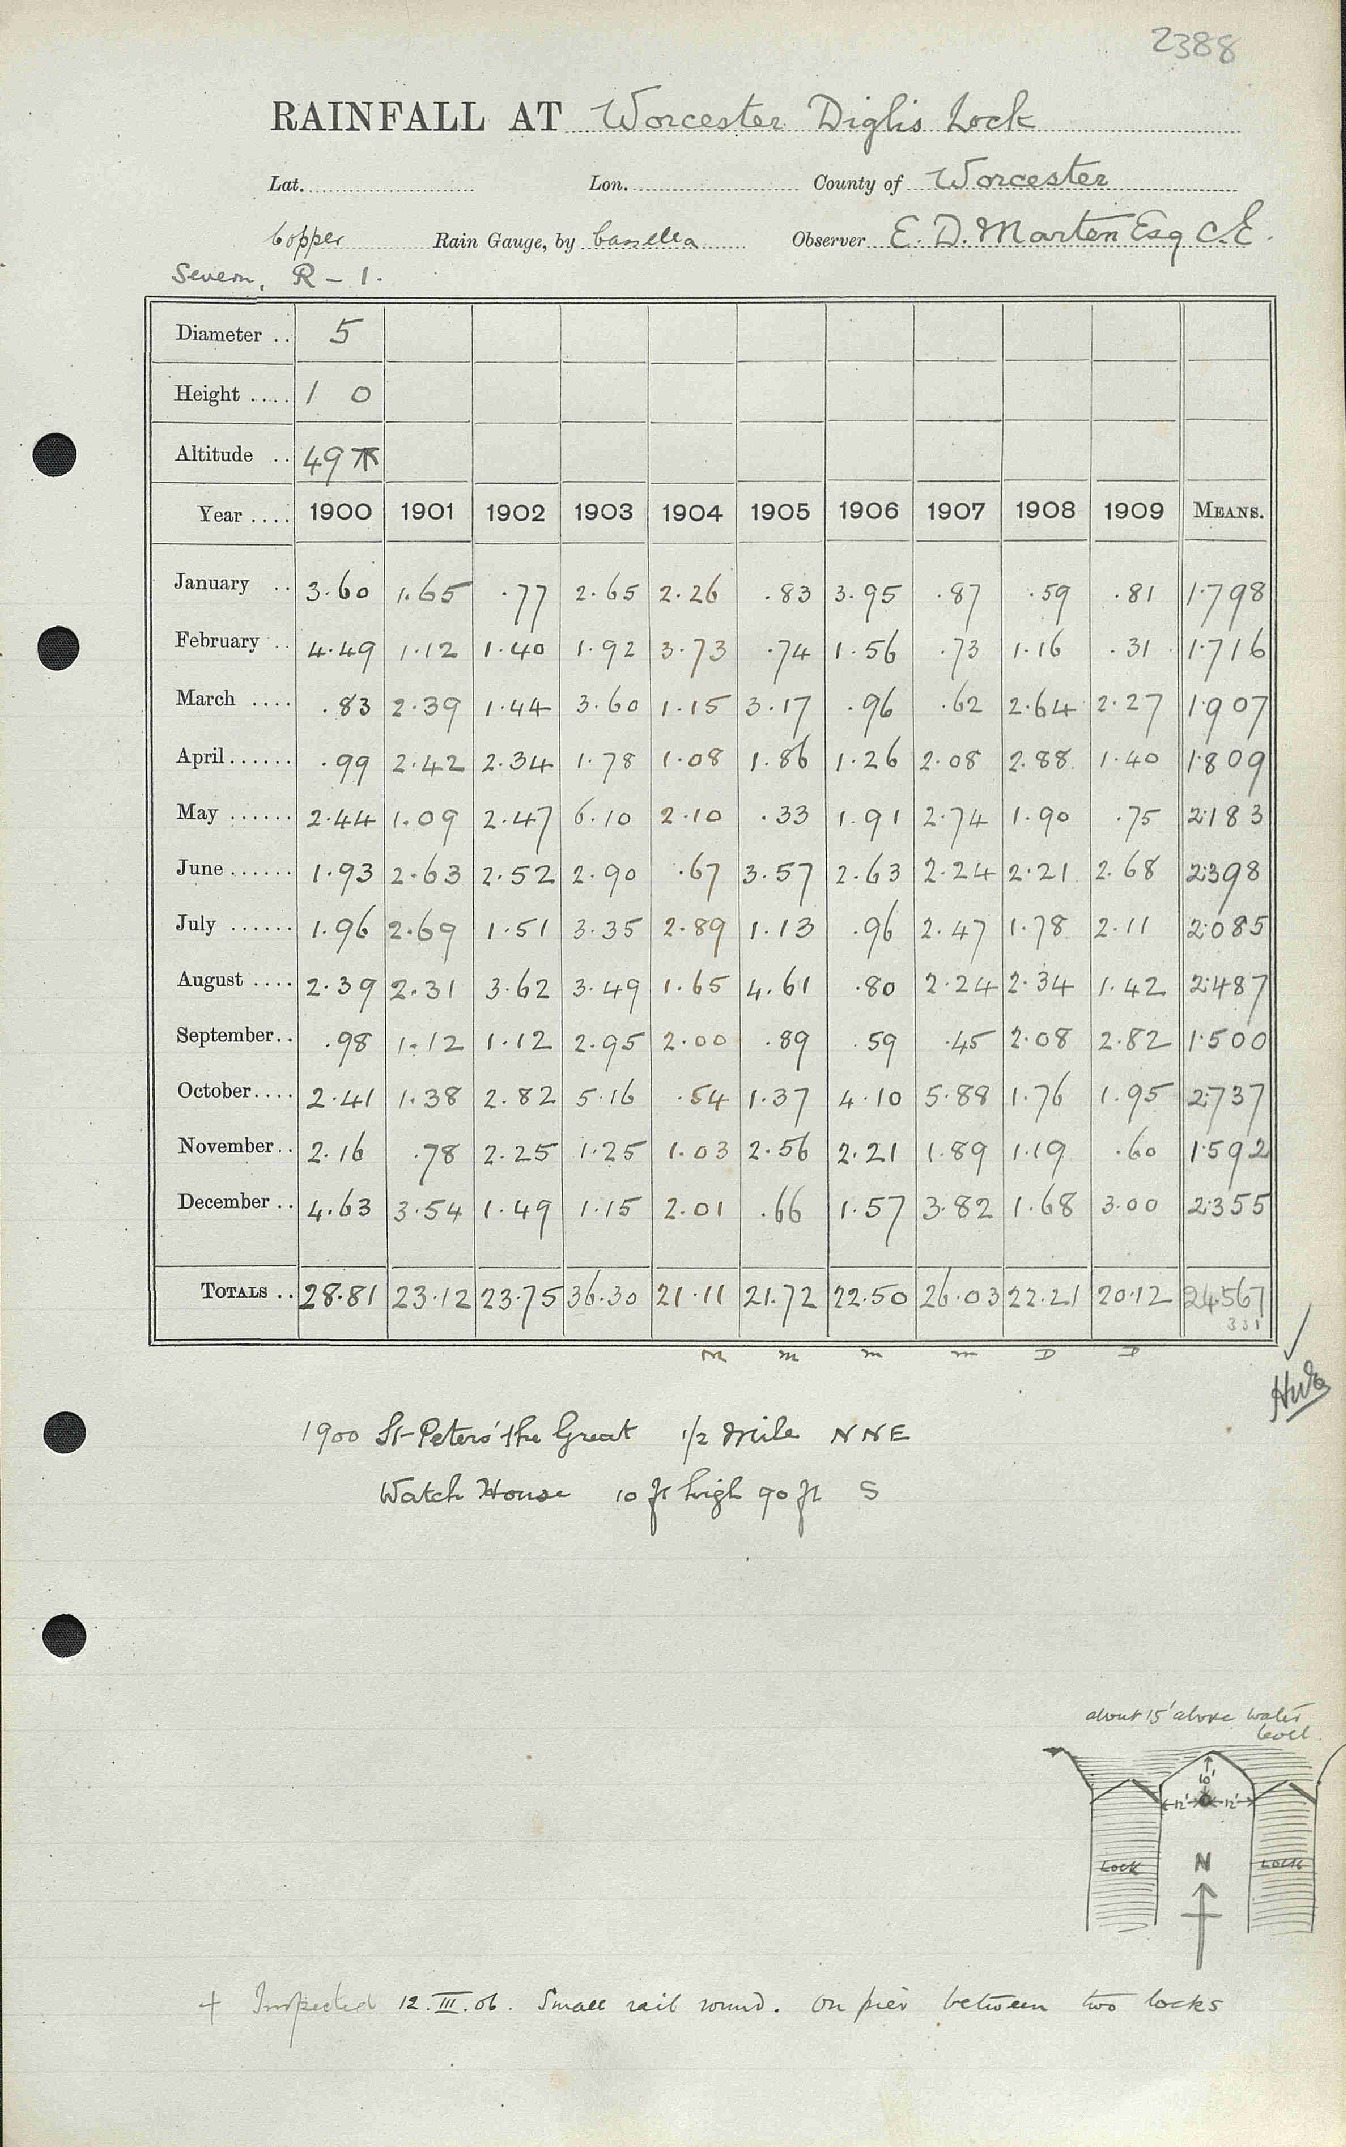 2388
RAINFALL AT Worcester Diglis Lock
Lat. Lon. County of Worcester
Copper Rain Gauge, by Casella Observer E. D. Marten Esq C.E.
Severn, R - 1.
Diameter .. 5
Height .... 1 0
Altitude .. 49
Year .... 1900 1901 1902 1903 1904 1905 1906 1907 1908 1909 MEANS.
January .. 3.60 1.65 .77 2.65 2.26 .83 3.95 .87 .59 .81 1.798
February .. 4.49 1.12 1.40 1.92 3.73 .74 1.56 .73 1.16 .31 1.716
March .... .83 2.39 1.44 3.60 1.15 3.17 .96 .62 2.64 2.27 1.907
April ...... .99 2.42 2.34 1.78 1.08 1.86 1.26 2.08 2.88 1.40 1.809
May ...... 2.44 1.09 2.47 6.10 2.10 .33 1.91 2.74 1.90 .75 2.183
June ...... 1.93 2.63 2.52 2.90 .67 3.57 2.63 2.24 2.21 2.68 2.398
July ...... 1.96 2.69 1.51 3.35 2.89 1.13 .96 2.47 1.78 2.11 2.085
August .... 2.39 2.31 3.62 3.49 1.65 4.61 .80 2.24 2.34 1.42 2.487
September .. .98 1.12 1.12 2.95 2.00 .89 .59 .45 2.08 2.82 1.500
October .... 2.41 1.38 2.82 5.16 .54 1.37 4.10 5.88 1.76 1.95 2.737
November .. 2.16 .78 2.25 1.25 1.03 2.56 2.21 1.89 1.19 .60 1.592
December .. 4.63 3.54 1.49 1.15 2.01 .66 1.57 3.82 1.68 3.00 2.355
TOTALS .. 28.81 23.12 23.75 36.30 21.11 21.72 22.50 26.03 22.21 20.12 24.567
331
M M M M D D
1900 St Peters the Great 1/2 mile NNE
Watch House 10 ft high 90 ft S
about 15' above water
level
10'
12' 12'
Lock N Lock
+ Inspected 12.III.06. Small rail round. On pier between two locks